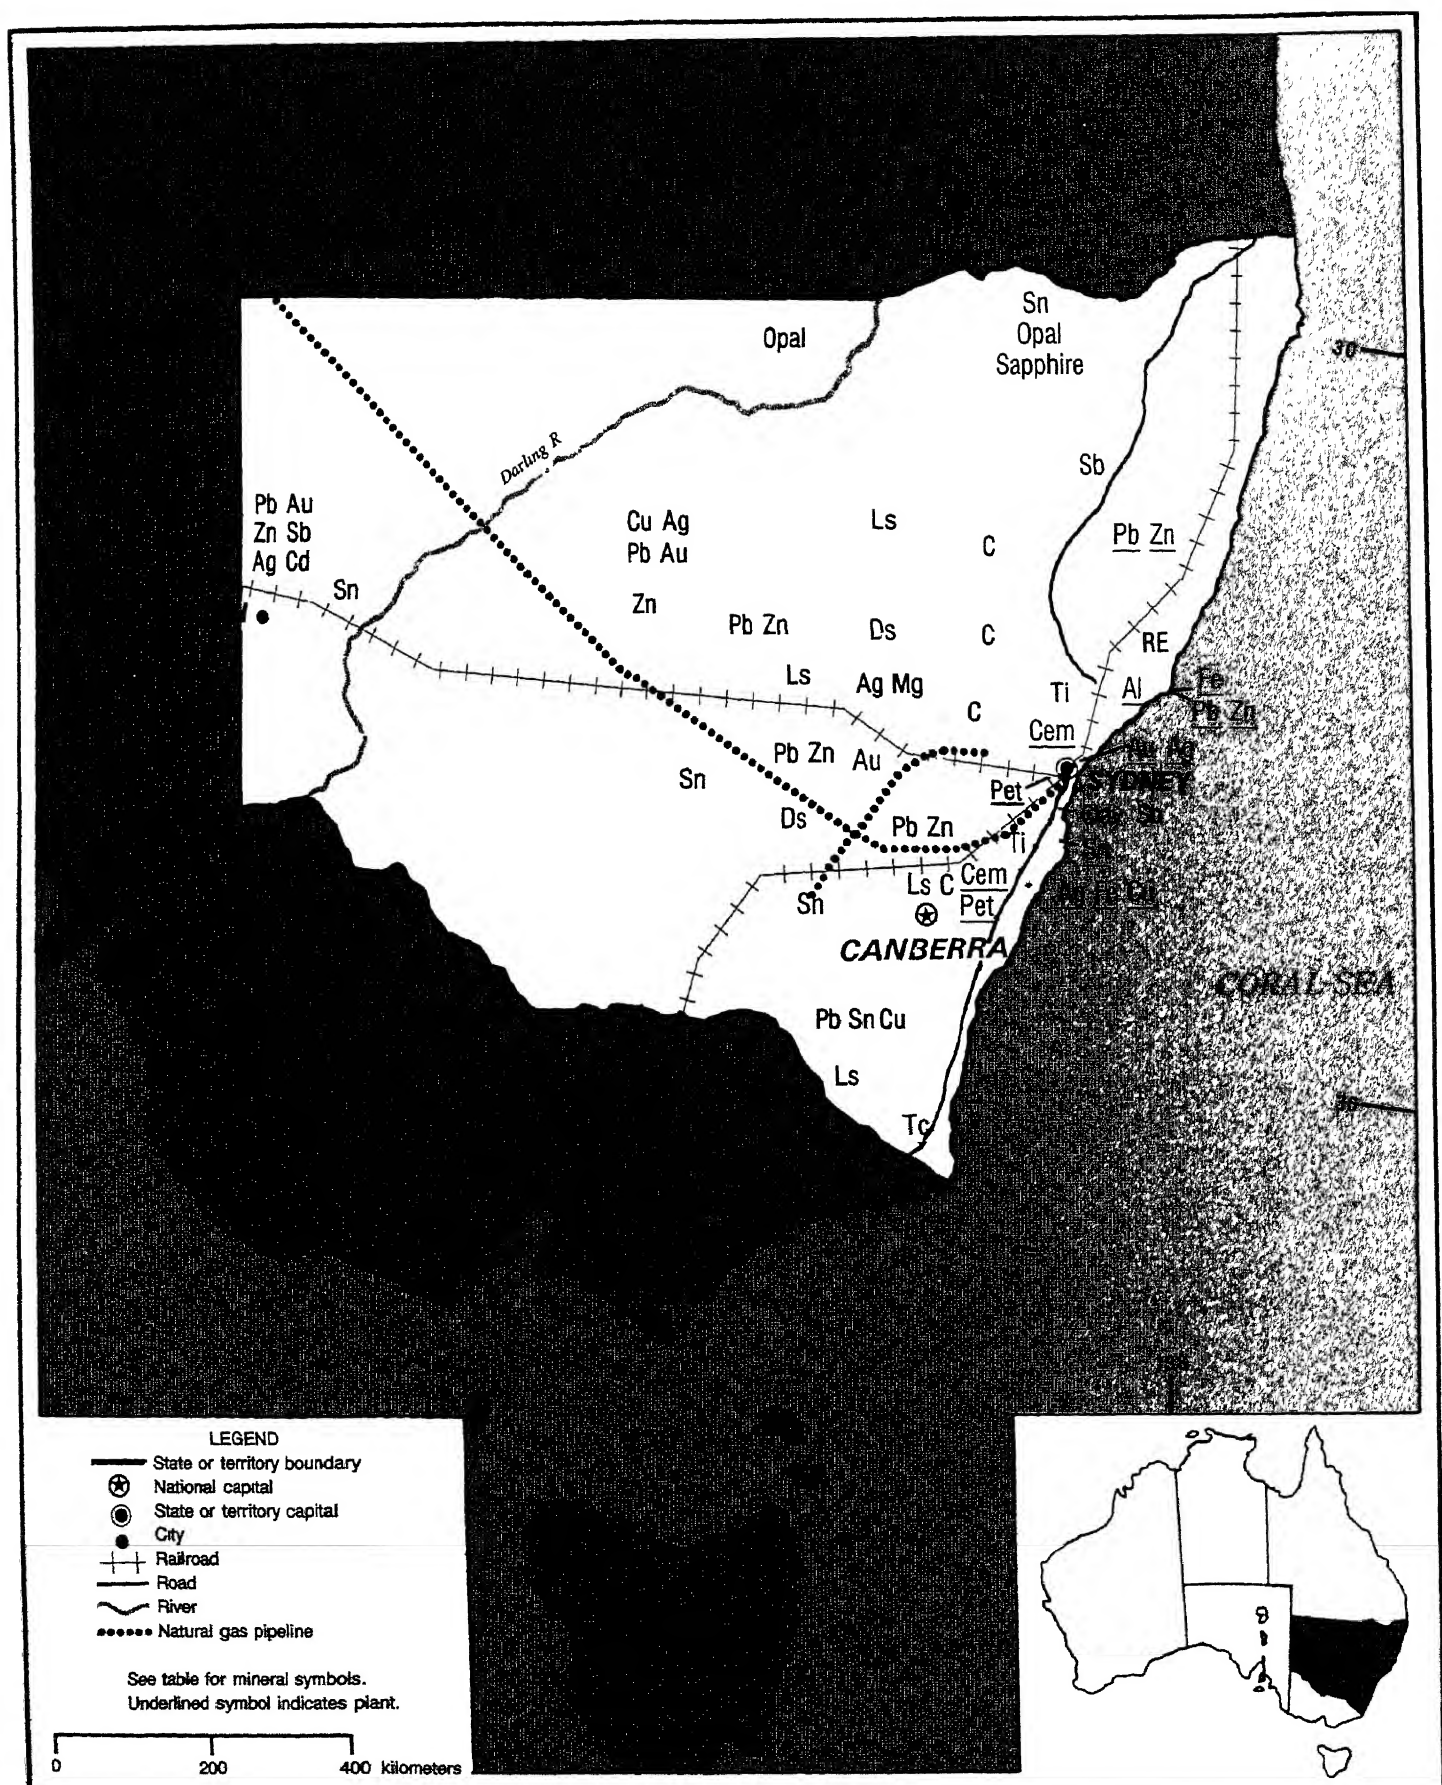 Sn
Opal
Opal
Sapphire
30
Darling R
Sb
Pb Au
Zn Sb
Ag Cd
Cu Ag
Pb Au
Ls
C
Pb Zn
Sn
Zn
Pb Zn
Ds
C
RE
Ls
Ag Mg
Ti
Al
Fe
C
Pb Zn
Cem
Pb Zn
Au
Au Ag
Sn
Pet
SYDNEY
Ds
Pb Zn
Ti
Ls C
Cem
Sn
Pet
CANBERRA
CORAL SEA
Pb Sn Cu
Ls
30
Tc
LEGEND
State or territory boundary
National capital
State or territory capital
City
Railroad
Road
River
Natural gas pipeline
See table for mineral symbols.
Underlined symbol indicates plant.
0
200
400 kilometers